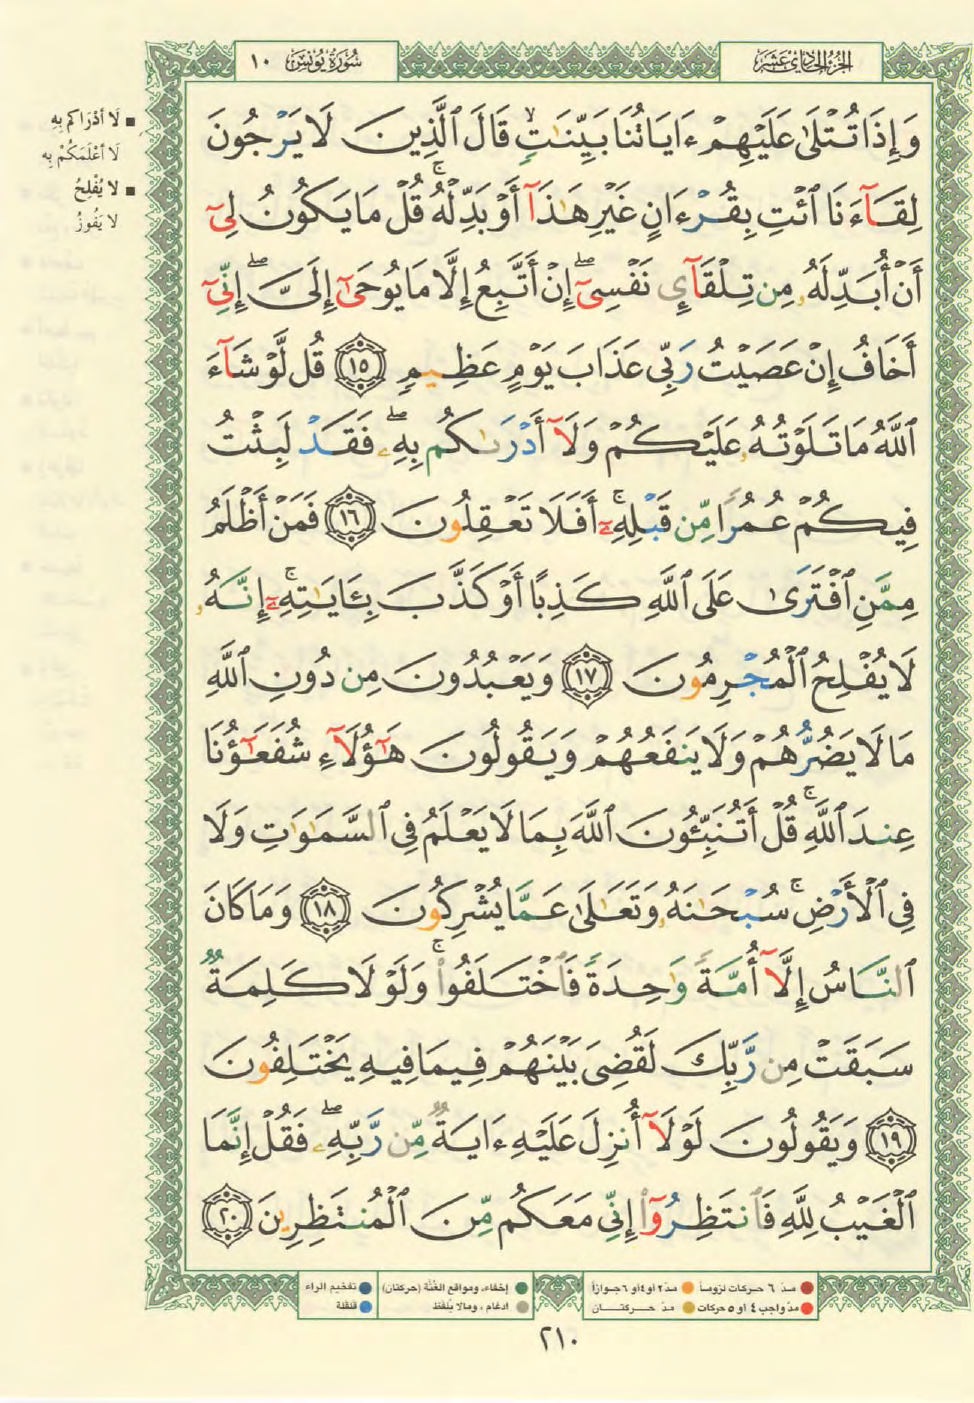 الجزء الحادي عشر
سورة يونس ١٠
وَإِذَا تُتْلَىٰ عَلَيْهِمْ ءَايَاتُنَا بَيِّنَٰتٍۙ قَالَ ٱلَّذِينَ لَا يَرْجُونَ
لِقَآءَنَا ٱئْتِ بِقُرْءَانٍ غَيْرِ هَٰذَآ أَوْ بَدِّلْهُۚ قُلْ مَا يَكُونُ لِىٓ
أَنْ أُبَدِّلَهُۥ مِن تِلْقَآئِ نَفْسِىٓۖ إِنْ أَتَّبِعُ إِلَّا مَا يُوحَىٰٓ إِلَىَّۖ إِنِّىٓ
أَخَافُ إِنْ عَصَيْتُ رَبِّى عَذَابَ يَوْمٍ عَظِيمٍ ١٥ قُل لَّوْ شَآءَ
ٱللَّهُ مَا تَلَوْتُهُۥ عَلَيْكُمْ وَلَآ أَدْرَىٰكُم بِهِۦۖ فَقَدْ لَبِثْتُ
فِيكُمْ عُمُرًا مِّن قَبْلِهِۦٓۚ أَفَلَا تَعْقِلُونَ ١٦ فَمَنْ أَظْلَمُ
مِمَّنِ ٱفْتَرَىٰ عَلَى ٱللَّهِ كَذِبًا أَوْ كَذَّبَ بِـَٔايَٰتِهِۦٓۚ إِنَّهُۥ
لَا يُفْلِحُ ٱلْمُجْرِمُونَ ١٧ وَيَعْبُدُونَ مِن دُونِ ٱللَّهِ
مَا لَا يَضُرُّهُمْ وَلَا يَنفَعُهُمْ وَيَقُولُونَ هَٰٓؤُلَآءِ شُفَعَٰٓؤُنَا
عِندَ ٱللَّهِۚ قُلْ أَتُنَبِّـُٔونَ ٱللَّهَ بِمَا لَا يَعْلَمُ فِى ٱلسَّمَٰوَٰتِ وَلَا
فِى ٱلْأَرْضِۚ سُبْحَٰنَهُۥ وَتَعَٰلَىٰ عَمَّا يُشْرِكُونَ ١٨ وَمَا كَانَ
ٱلنَّاسُ إِلَّآ أُمَّةً وَٰحِدَةً فَٱخْتَلَفُوا۟ۚ وَلَوْلَا كَلِمَةٌ
سَبَقَتْ مِن رَّبِّكَ لَقُضِىَ بَيْنَهُمْ فِيمَا فِيهِ يَخْتَلِفُونَ
١٩ وَيَقُولُونَ لَوْلَآ أُنزِلَ عَلَيْهِ ءَايَةٌ مِّن رَّبِّهِۦۖ فَقُلْ إِنَّمَا
ٱلْغَيْبُ لِلَّهِ فَٱنتَظِرُوٓا۟ إِنِّى مَعَكُم مِّنَ ٱلْمُنتَظِرِينَ ٢٠
لَا أَدْرَاكُم بِهِ
لَا أَعْلَمَكُمْ بِهِ
لَا يُفْلِحُ
لَا يَفُوزُ
مدّ ٦ حركات لزوماً مدّ ٢ أو ٤ أو ٦ جوازاً
مدّ واجب ٤ أو ٥ حركات مدّ حركتان
إخفاء، ومواقع الغُنَّة (حركتان) تفخيم الراء
إدغام، ومالا يُلفَظ قلقلة
٢١٠